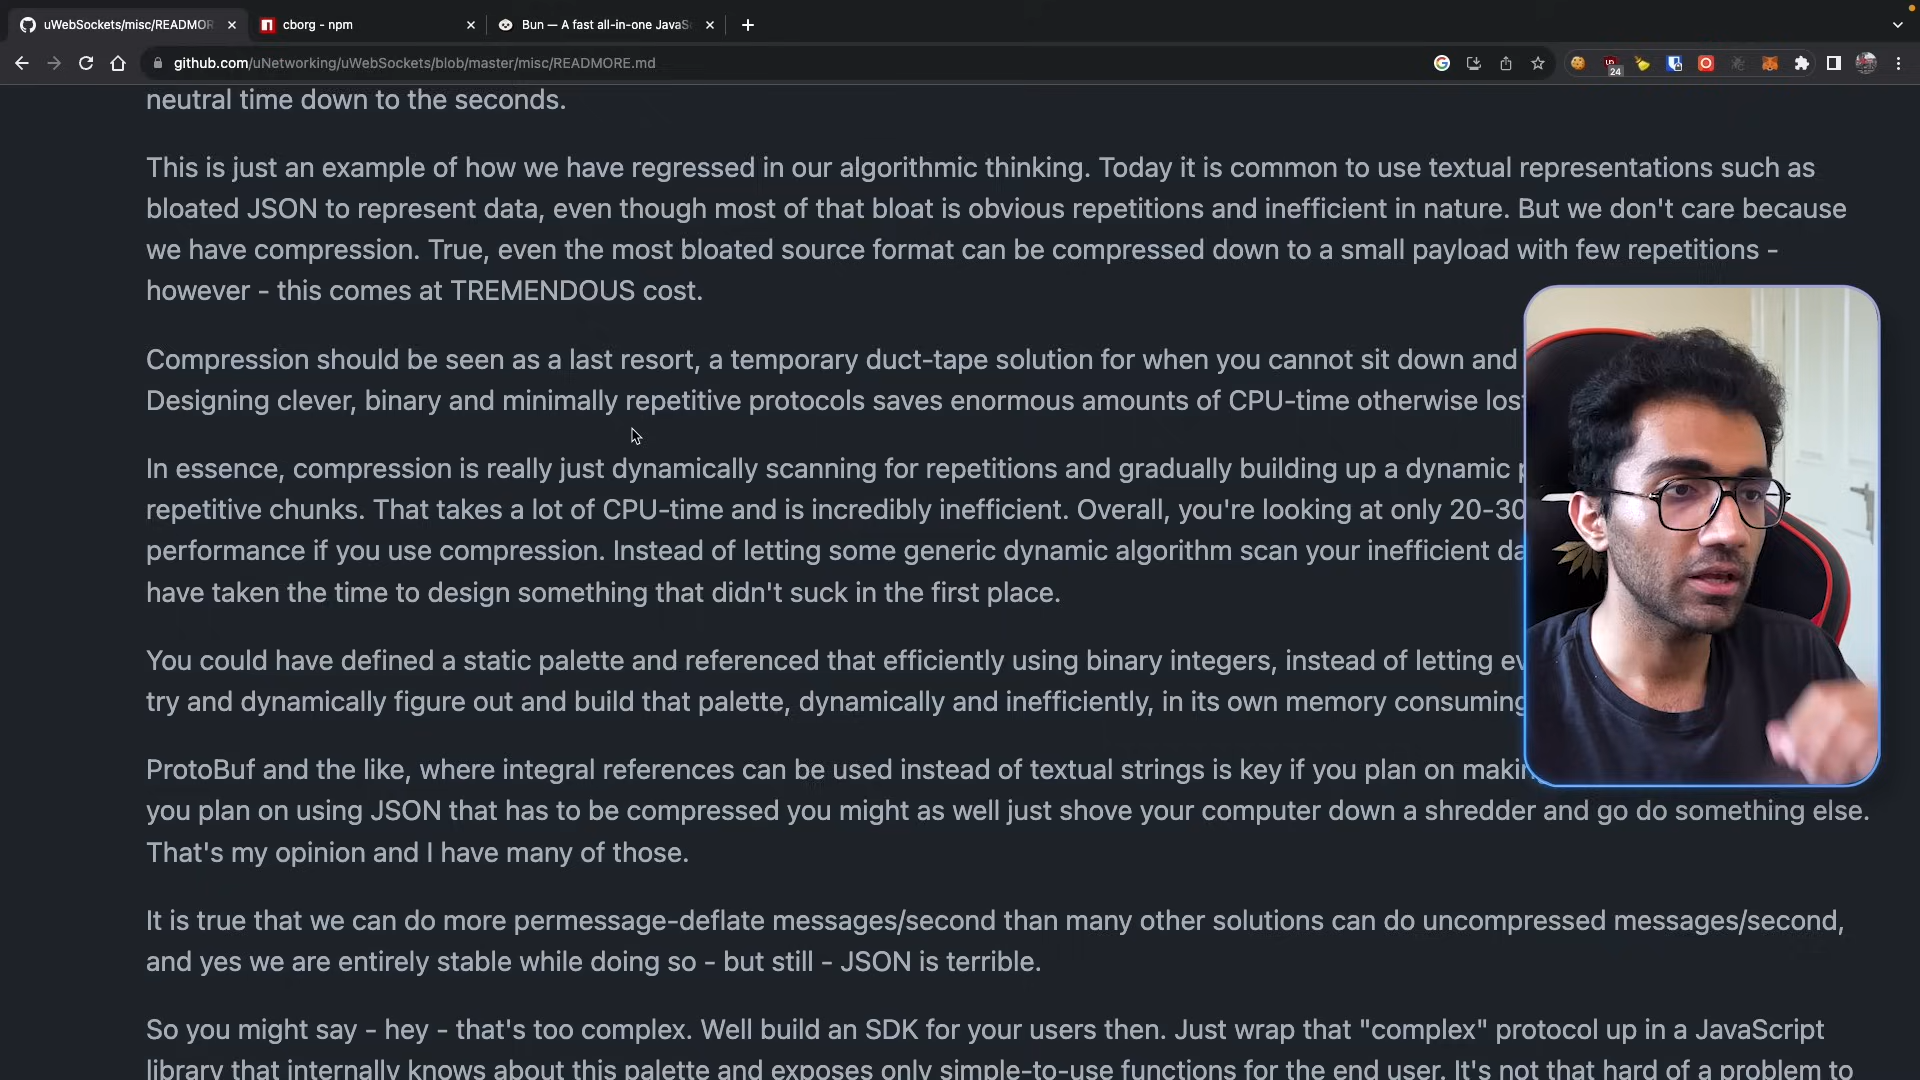 uWebSockets/misc/READMOR
cborg - npm
Bun — A fast all-in-one JavaS
github.com/uNetworking/uWebSockets/blob/master/misc/READMORE.md
24
neutral time down to the seconds.
This is just an example of how we have regressed in our algorithmic thinking. Today it is common to use textual representations such as
bloated JSON to represent data, even though most of that bloat is obvious repetitions and inefficient in nature. But we don't care because
we have compression. True, even the most bloated source format can be compressed down to a small payload with few repetitions -
however - this comes at TREMENDOUS cost.
Compression should be seen as a last resort, a temporary duct-tape solution for when you cannot sit down and
Designing clever, binary and minimally repetitive protocols saves enormous amounts of CPU-time otherwise lost
In essence, compression is really just dynamically scanning for repetitions and gradually building up a dynamic
repetitive chunks. That takes a lot of CPU-time and is incredibly inefficient. Overall, you're looking at only 20-30
performance if you use compression. Instead of letting some generic dynamic algorithm scan your inefficient da
have taken the time to design something that didn't suck in the first place.
You could have defined a static palette and referenced that efficiently using binary integers, instead of letting ev
try and dynamically figure out and build that palette, dynamically and inefficiently, in its own memory consuming
ProtoBuf and the like, where integral references can be used instead of textual strings is key if you plan on makin
you plan on using JSON that has to be compressed you might as well just shove your computer down a shredder and go do something else.
That's my opinion and I have many of those.
It is true that we can do more permessage-deflate messages/second than many other solutions can do uncompressed messages/second,
and yes we are entirely stable while doing so - but still - JSON is terrible.
So you might say - hey - that's too complex. Well build an SDK for your users then. Just wrap that "complex" protocol up in a JavaScript
library that internally knows about this palette and exposes only simple-to-use functions for the end user. It's not that hard of a problem to